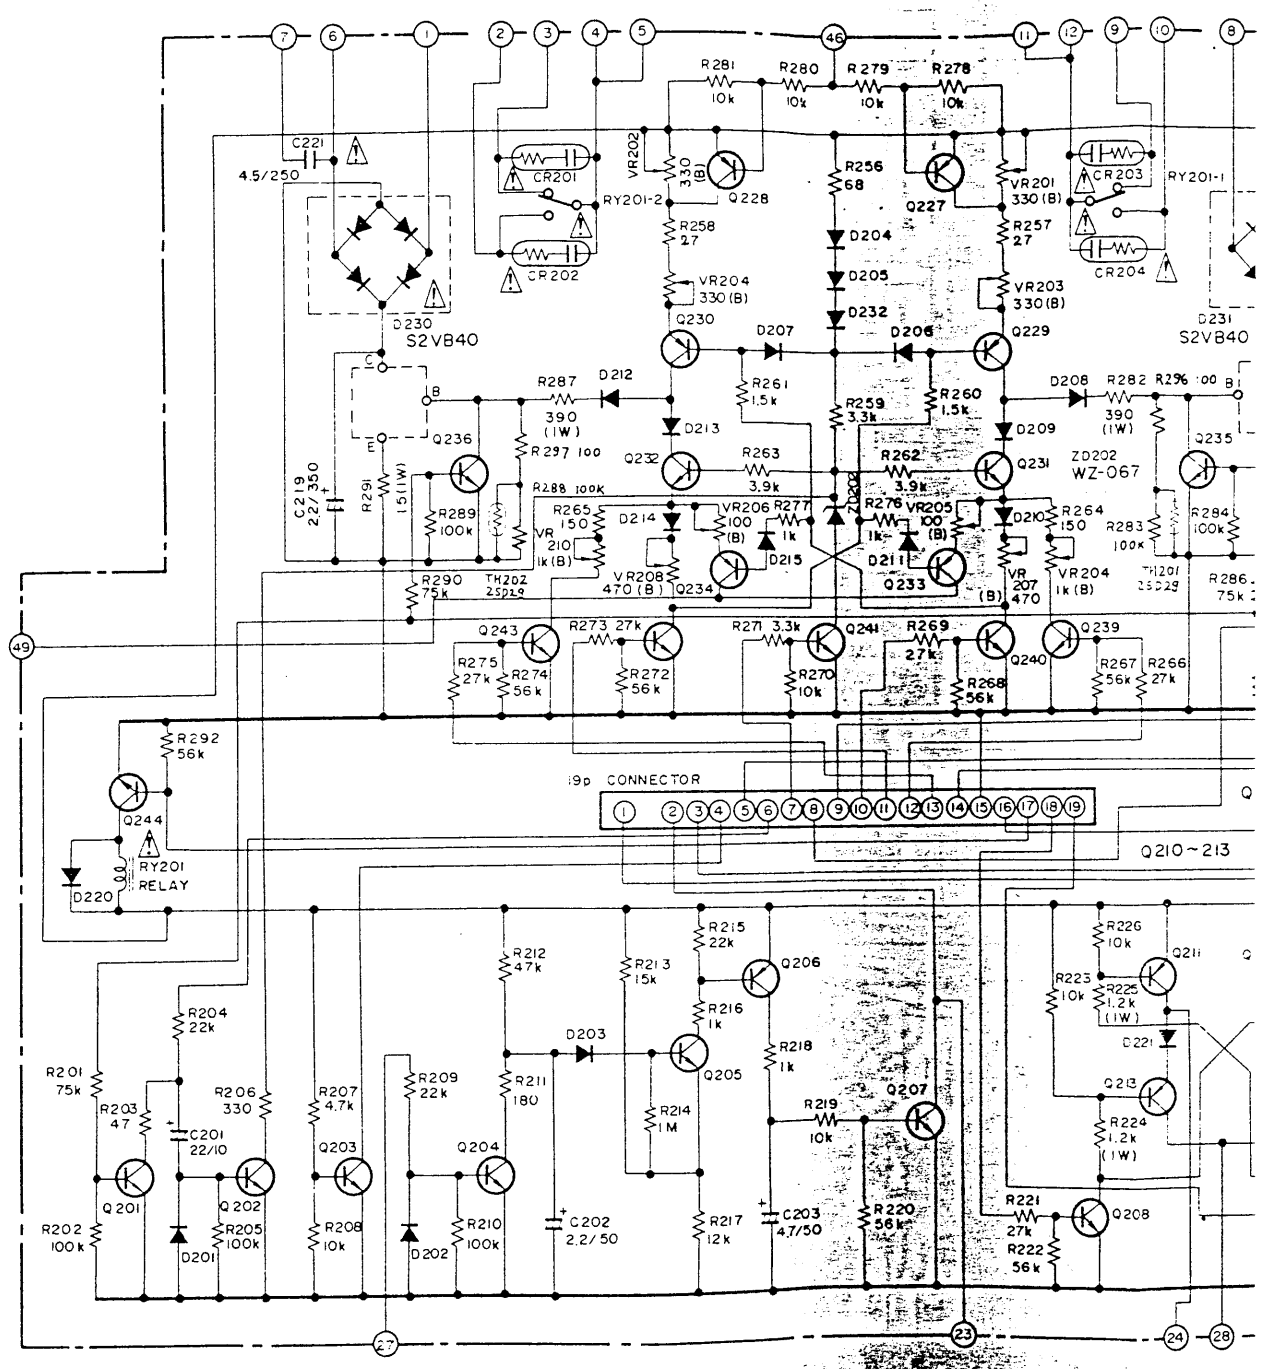 7 6 1 2 3 4 5 46 11 12 9 10 8
R281 10k R280 10k R279 10k R278 10k
C221 4.5/250
CR201
RY201-2
CR202
VR202 330 (B)
Q228
R258 27
VR204 330(B)
R256 68
Q227
VR201 330(B)
R257 27
VR203 330(B)
CR203
RY201-1
CR204
D204
D205
D232
D230 S2VB40
D231 S2VB40
Q230
D207
D206
Q229
C
B
E
R287 390 (1W)
D212
R261 1.5k
R259 3.3k
R260 1.5k
D208
R282 390 (1W)
R296 100
B
D213
D209
Q236
R297 100
Q232
R263 3.9k
R262 3.9k
Q231
ZD202 WZ-067
Q235
C219 2.2/350
R291 15(1W)
R289 100k
R288 100k
R265 150
D214
VR206 100 (B)
R277 1k
ZD202
R276 1k
VR205 100 (B)
D210
R264 150
R283 100k
R284 100k
VR 210 1k(B)
D215
D211
R290 75k
TH202 2SD29
VR208 470(B)
Q234
Q233
(B)
VR 207 470
VR204 1k(B)
TH201 2SD29
R286 75k
49
Q243
R273 27k
R271 3.3k
Q241
R269 27k
Q240
Q239
R275 27k
R274 56k
R272 56k
R270 10k
R268 56k
R267 56k
R266 27k
R292 56k
19p CONNECTOR
1 2 3 4 5 6 7 8 9 10 11 12 13 14 15 16 17 18 19
Q
Q244
Q210~213
RY201 RELAY
D220
R212 47k
R213 15k
R215 22k
Q206
R226 10k
Q211
Q
R204 22k
R216 1k
R223 10k
R225 1.2k (1W)
D203
D221
R201 75k
R203 47
R206 330
R207 4.7k
R209 22k
R211 180
Q205
R218 1k
R214 1M
R219 10k
Q207
Q213
R224 1.2k (1W)
C201 22/10
Q203
Q204
Q201
Q202
R202 100k
D201
R205 100k
R208 10k
D202
R210 100k
C202 2.2/50
R217 12k
C203 4.7/50
R220 56k
R221 27k
R222 56k
Q208
27 23 24 28